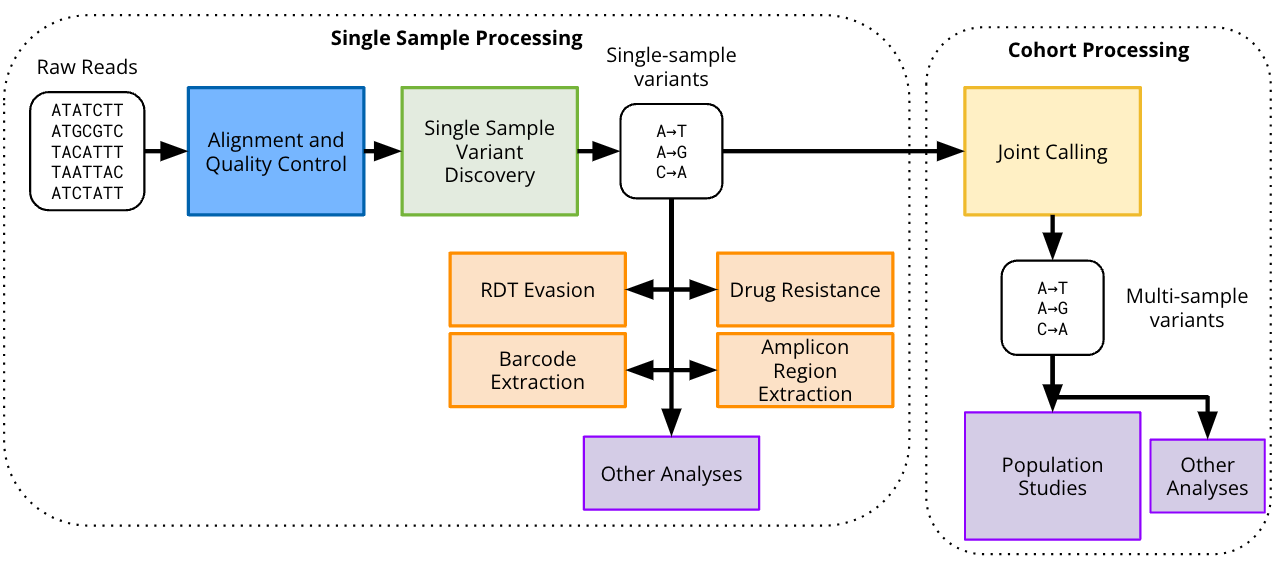 Single Sample Processing
Raw Reads
ATATCTT
ATGCGTC
TACATTT
TAATTAC
ATCTATT
Alignment and
Quality Control
Single Sample
Variant
Discovery
Single-sample
variants
A→T
A→G
C→A
RDT Evasion
Drug Resistance
Barcode
Extraction
Amplicon
Region
Extraction
Other Analyses
Cohort Processing
Joint Calling
A→T
A→G
C→A
Multi-sample
variants
Population
Studies
Other
Analyses